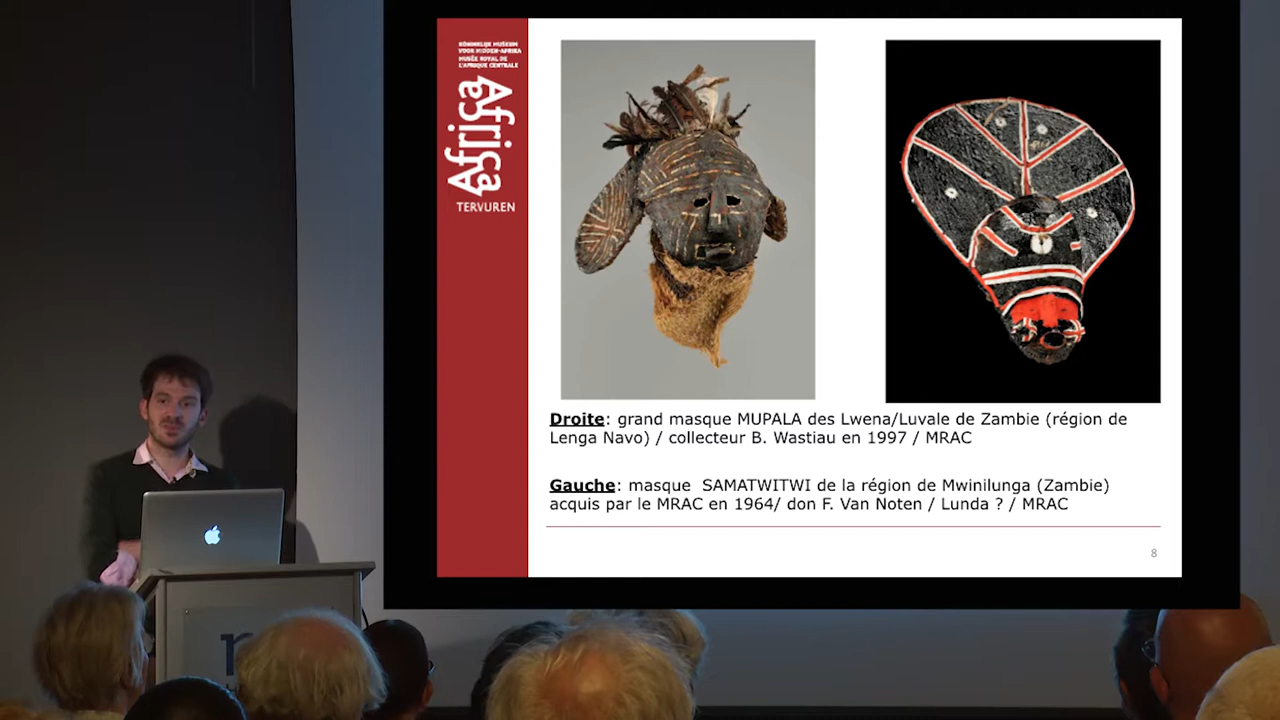 KONINKLIJK MUSEUM
VOOR MIDDEN-AFRIKA
MUSÉE ROYAL DE
L'AFRIQUE CENTRALE
Africa
TERVUREN
Droite: grand masque MUPALA des Lwena/Luvale de Zambie (région de
Lenga Navo) / collecteur B. Wastiau en 1997 / MRAC
Gauche: masque SAMATWITWI de la région de Mwinilunga (Zambie)
acquis par le MRAC en 1964/ don F. Van Noten / Lunda ? / MRAC
8